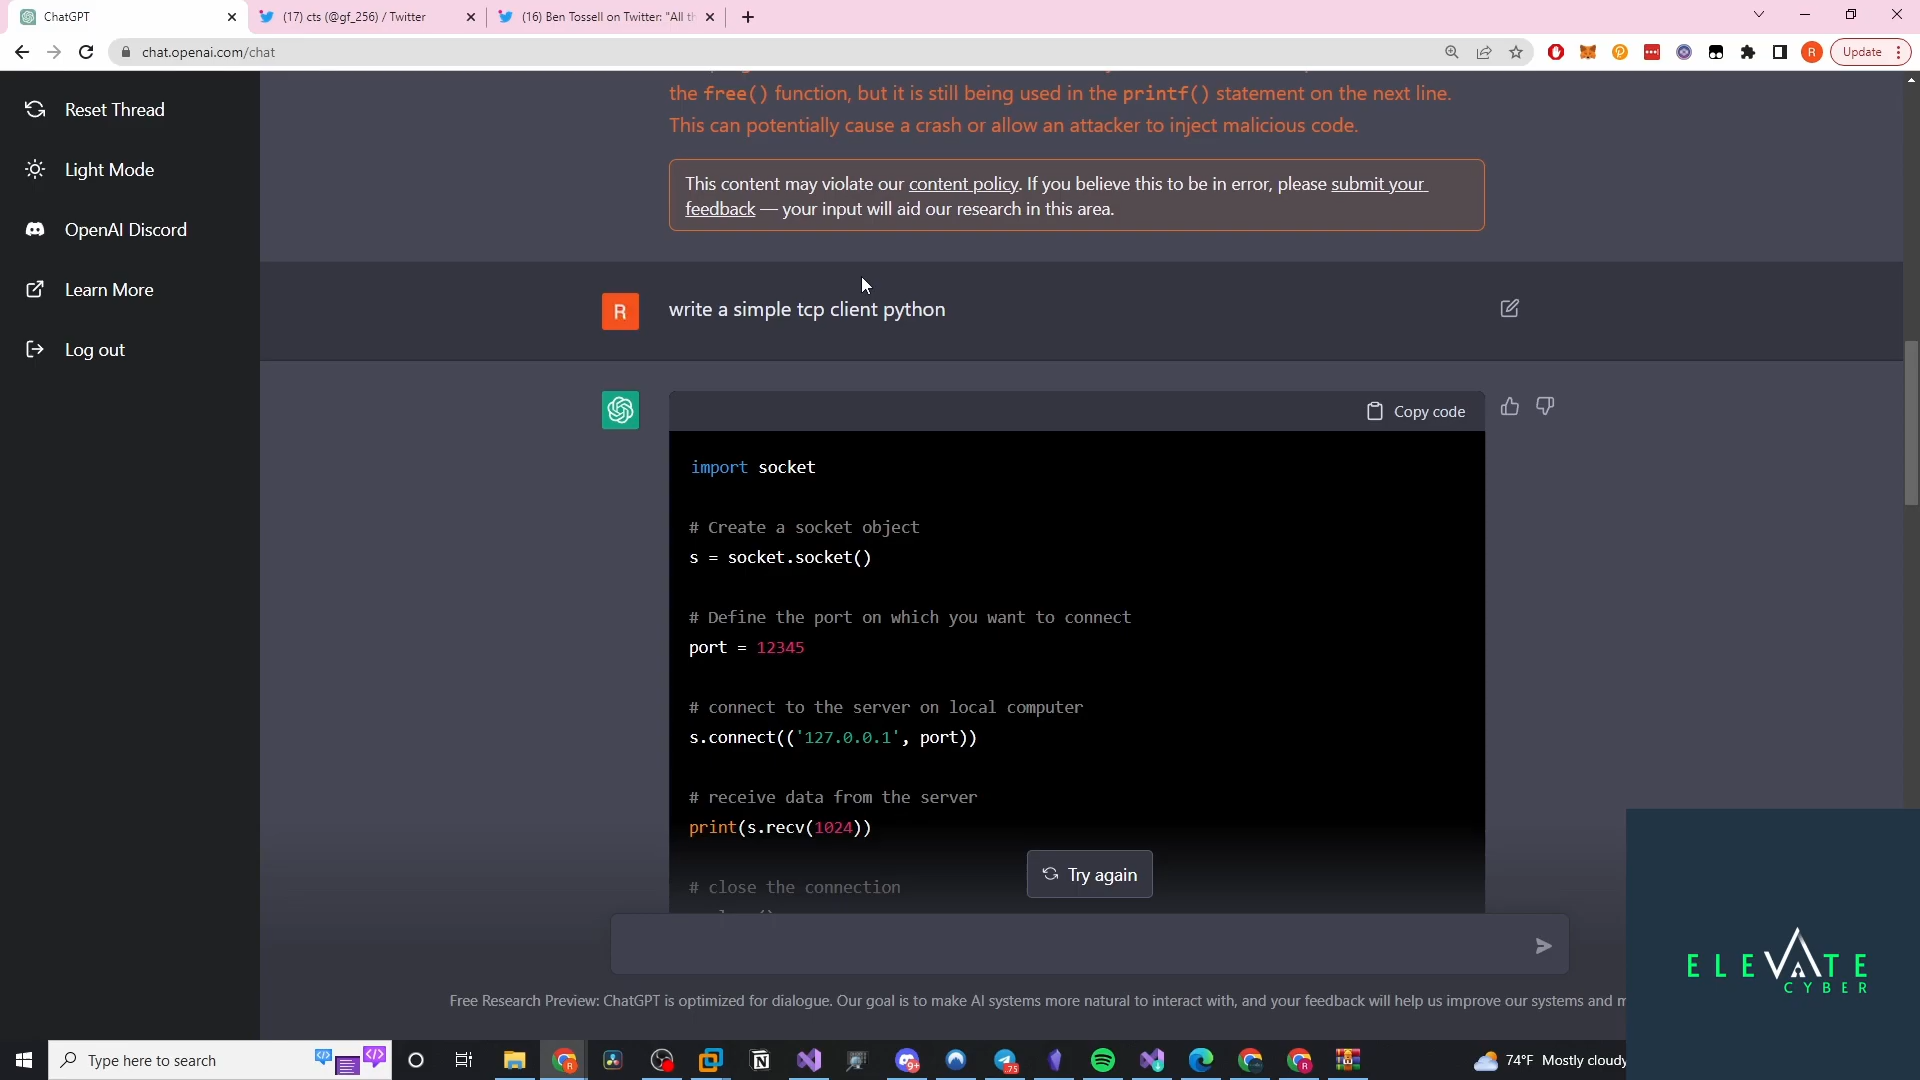 ChatGPT
(17) cts (@gf_256) / Twitter
(16) Ben Tossell on Twitter: "All th
chat.openai.com/chat
R
Update
Reset Thread
Light Mode
OpenAI Discord
Learn More
Log out
the free() function, but it is still being used in the printf() statement on the next line.
This can potentially cause a crash or allow an attacker to inject malicious code.
This content may violate our content policy. If you believe this to be in error, please submit your
feedback — your input will aid our research in this area.
R
write a simple tcp client python
Copy code
import socket
# Create a socket object
s = socket.socket()
# Define the port on which you want to connect
port = 12345
# connect to the server on local computer
s.connect(('127.0.0.1', port))
# receive data from the server
print(s.recv(1024))
# close the connection
Try again
Free Research Preview: ChatGPT is optimized for dialogue. Our goal is to make AI systems more natural to interact with, and your feedback will help us improve our systems and m
ELEVATE
CYBER
Type here to search
74°F Mostly cloudy